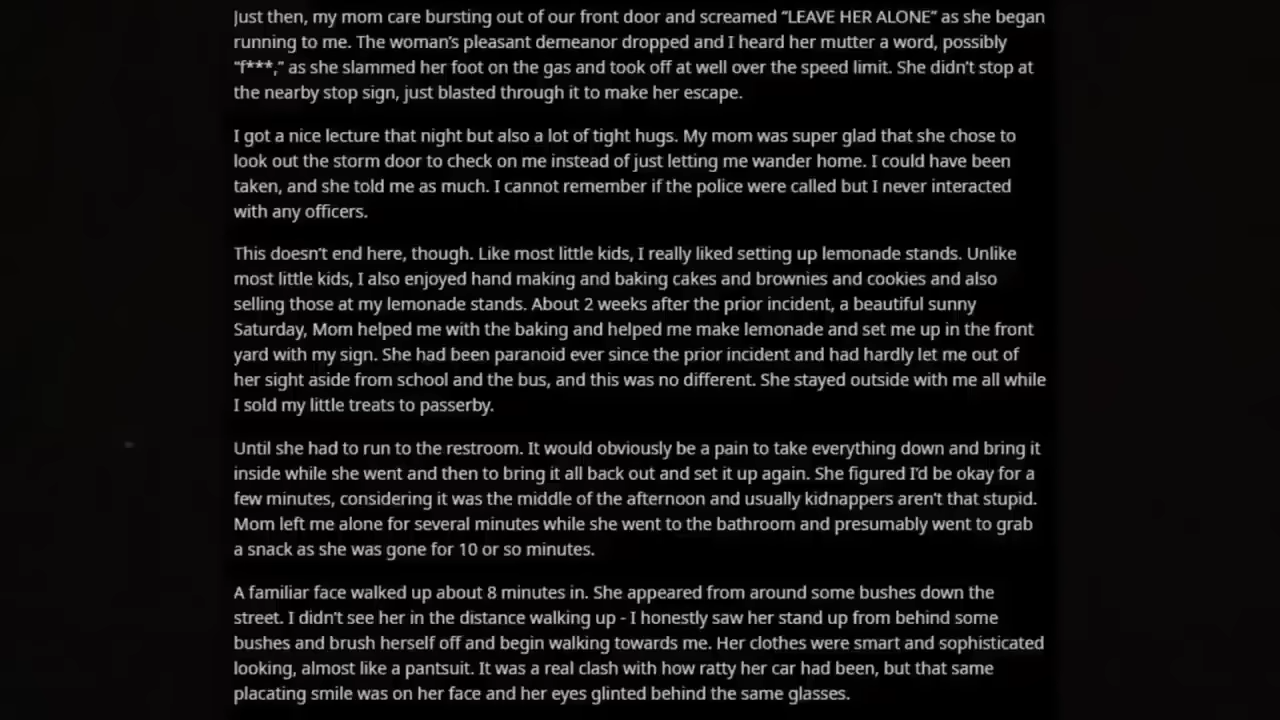 Just then, my mom care bursting out of our front door and screamed “LEAVE HER ALONE” as she began
running to me. The woman’s pleasant demeanor dropped and I heard her mutter a word, possibly
“f***,” as she slammed her foot on the gas and took off at well over the speed limit. She didn’t stop at
the nearby stop sign, just blasted through it to make her escape.
I got a nice lecture that night but also a lot of tight hugs. My mom was super glad that she chose to
look out the storm door to check on me instead of just letting me wander home. I could have been
taken, and she told me as much. I cannot remember if the police were called but I never interacted
with any officers.
This doesn’t end here, though. Like most little kids, I really liked setting up lemonade stands. Unlike
most little kids, I also enjoyed hand making and baking cakes and brownies and cookies and also
selling those at my lemonade stands. About 2 weeks after the prior incident, a beautiful sunny
Saturday, Mom helped me with the baking and helped me make lemonade and set me up in the front
yard with my sign. She had been paranoid ever since the prior incident and had hardly let me out of
her sight aside from school and the bus, and this was no different. She stayed outside with me all while
I sold my little treats to passerby.
Until she had to run to the restroom. It would obviously be a pain to take everything down and bring it
inside while she went and then to bring it all back out and set it up again. She figured I’d be okay for a
few minutes, considering it was the middle of the afternoon and usually kidnappers aren’t that stupid.
Mom left me alone for several minutes while she went to the bathroom and presumably went to grab
a snack as she was gone for 10 or so minutes.
A familiar face walked up about 8 minutes in. She appeared from around some bushes down the
street. I didn’t see her in the distance walking up - I honestly saw her stand up from behind some
bushes and brush herself off and begin walking towards me. Her clothes were smart and sophisticated
looking, almost like a pantsuit. It was a real clash with how ratty her car had been, but that same
placating smile was on her face and her eyes glinted behind the same glasses.